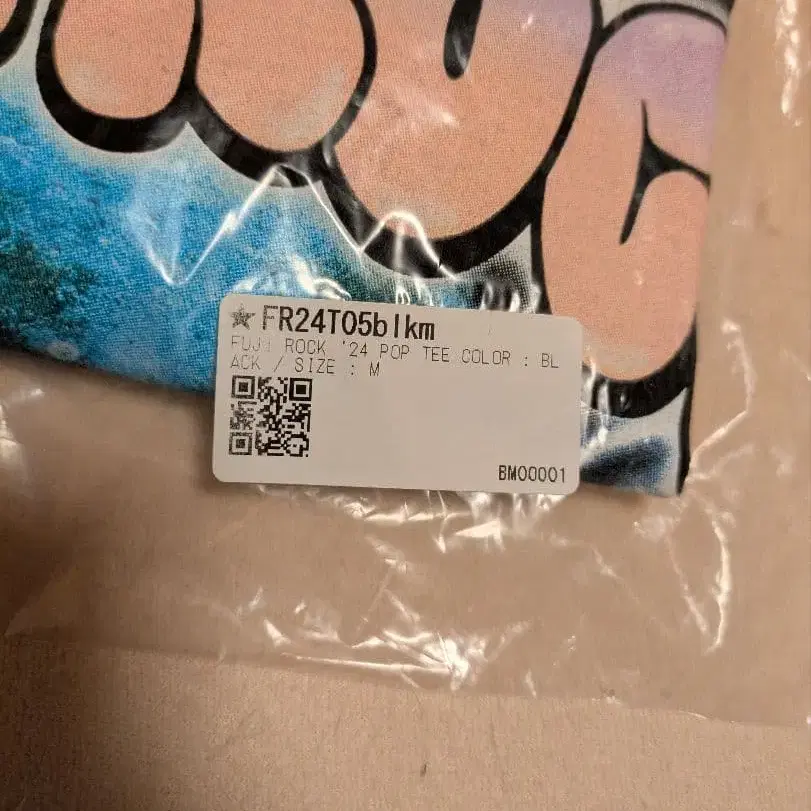 ★FR24T05blkm
FUJI ROCK '24 POP TEE COLOR : BL
ACK / SIZE : M
BM00001